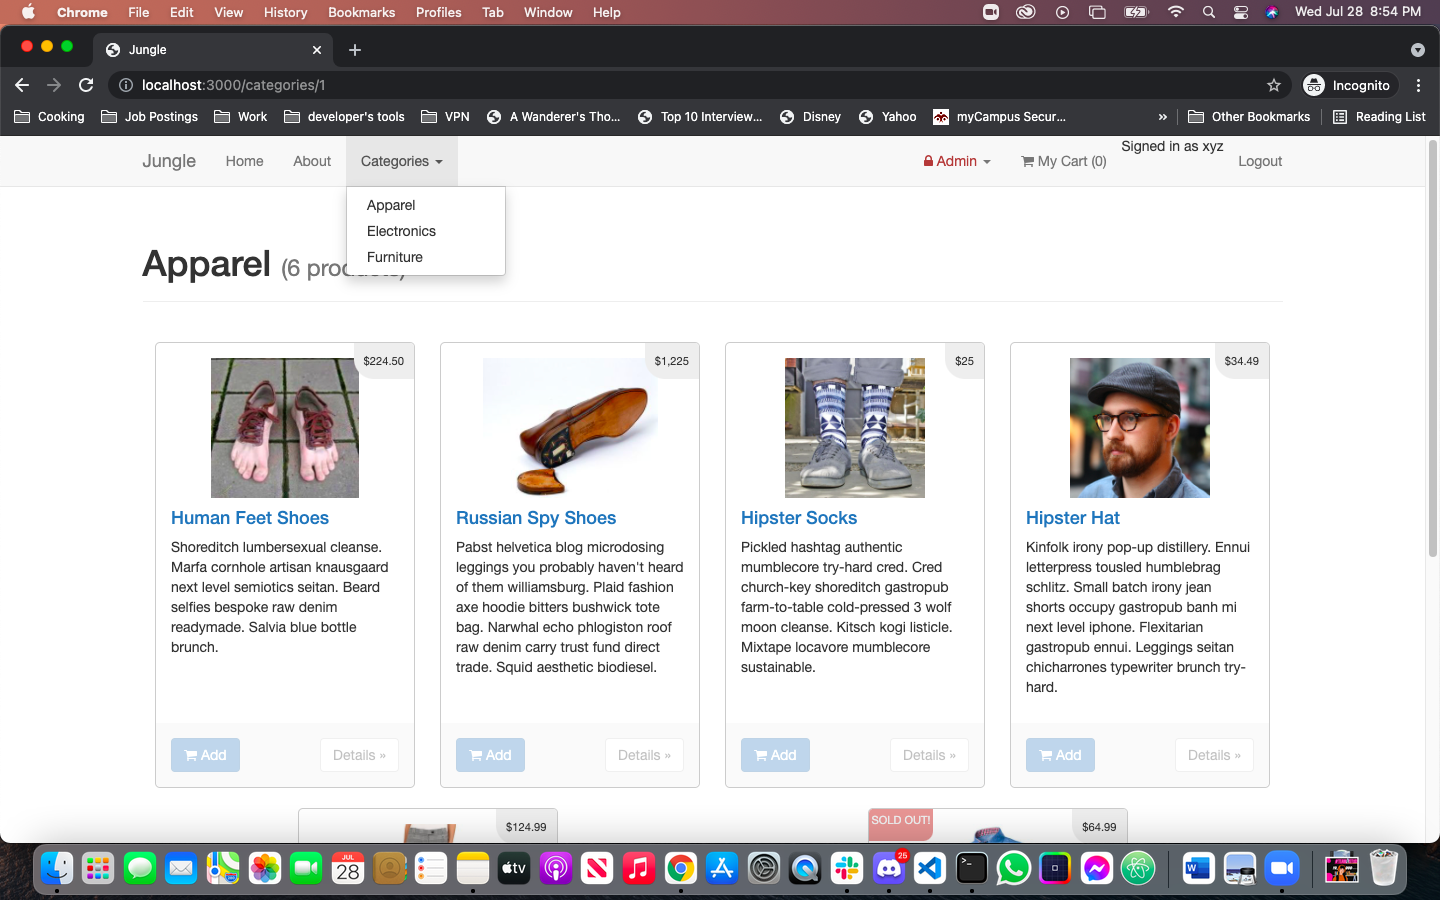 Chrome File Edit View History Bookmarks Profiles Tab Window Help Wed Jul 28 8:54 PM
Jungle
localhost:3000/categories/1 Incognito
Cooking Job Postings Work developer's tools VPN A Wanderer's Tho... Top 10 Interview... Disney Yahoo myCampus Secur... » Other Bookmarks Reading List
Jungle Home About Categories Admin My Cart (0) Signed in as xyz Logout
Apparel
Electronics
Furniture
Apparel (6 products)
$224.50 $1,225 $25 $34.49
Human Feet Shoes
Shoreditch lumbersexual cleanse.
Marfa cornhole artisan knausgaard
next level semiotics seitan. Beard
selfies bespoke raw denim
readymade. Salvia blue bottle
brunch.
Add Details »
Russian Spy Shoes
Pabst helvetica blog microdosing
leggings you probably haven't heard
of them williamsburg. Plaid fashion
axe hoodie bitters bushwick tote
bag. Narwhal echo phlogiston roof
raw denim carry trust fund direct
trade. Squid aesthetic biodiesel.
Add Details »
Hipster Socks
Pickled hashtag authentic
mumblecore try-hard cred. Cred
church-key shoreditch gastropub
farm-to-table cold-pressed 3 wolf
moon cleanse. Kitsch kogi listicle.
Mixtape locavore mumblecore
sustainable.
Add Details »
Hipster Hat
Kinfolk irony pop-up distillery. Ennui
letterpress tousled humblebrag
schlitz. Small batch irony jean
shorts occupy gastropub banh mi
next level iphone. Flexitarian
gastropub ennui. Leggings seitan
chicharrones typewriter brunch try-
hard.
Add Details »
$124.99 SOLD OUT! $64.99
JUL
28
tv
25